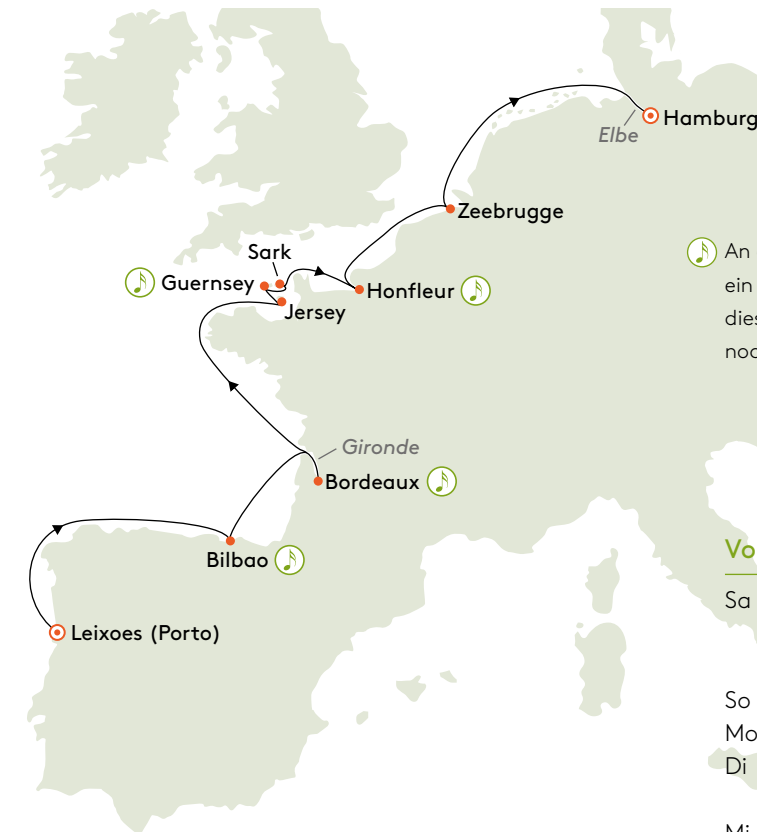 Hamburg
Elbe
Zeebrugge
Sark
Guernsey
Honfleur
Jersey
Gironde
Bordeaux
Bilbao
Leixoes (Porto)
An
ein
dies
noc
Vo
Sa
So
Mo
Di
Mi